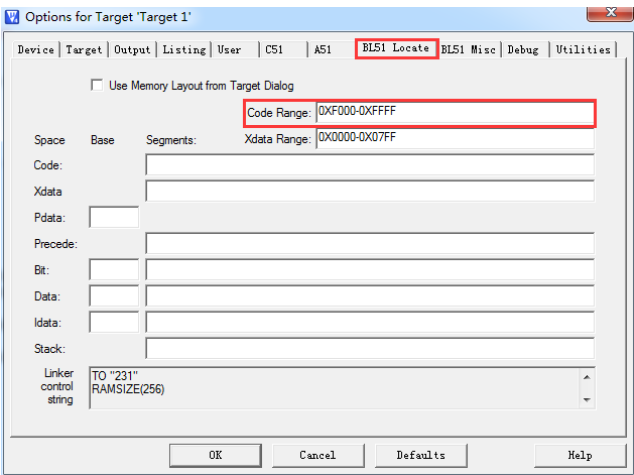 Options for Target 'Target 1'
Device Target Output Listing User C51 A51 BL51 Locate BL51 Misc Debug Utilities
Use Memory Layout from Target Dialog
Code Range: 0XF000-0XFFFF
Space Base Segments: Xdata Range: 0X0000-0X07FF
Code:
Xdata
Pdata:
Precede:
Bit:
Data:
Idata:
Stack:
Linker control string
TO "231"
RAMSIZE(256)
OK Cancel Defaults Help